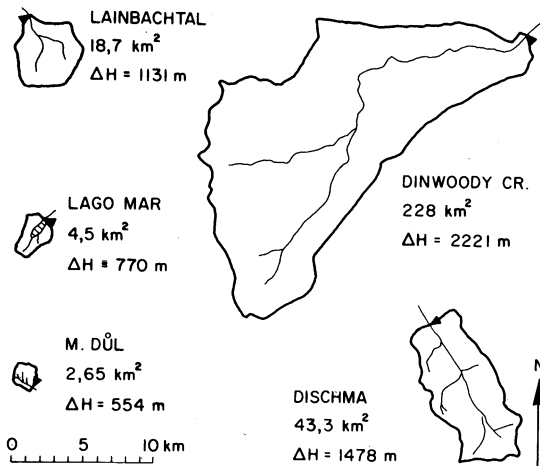 LAINBACHTAL
18,7 km²
ΔH = 1131 m
LAGO MAR
4,5 km²
ΔH = 770 m
DINWOODY CR.
228 km²
ΔH = 2221 m
M. DŮL
2,65 km²
ΔH = 554 m
DISCHMA
43,3 km²
ΔH = 1478 m
N
0 5 10 km